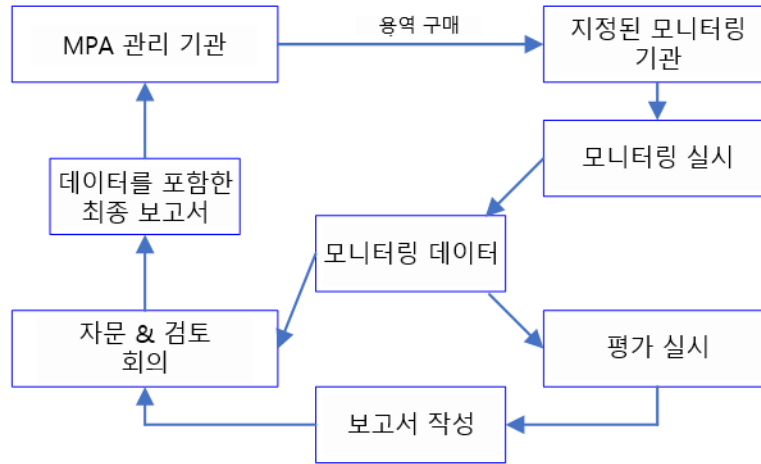 MPA 관리 기관
용역 구매
지정된 모니터링
기관
모니터링 실시
데이터를 포함한
최종 보고서
모니터링 데이터
자문 & 검토
회의
평가 실시
보고서 작성